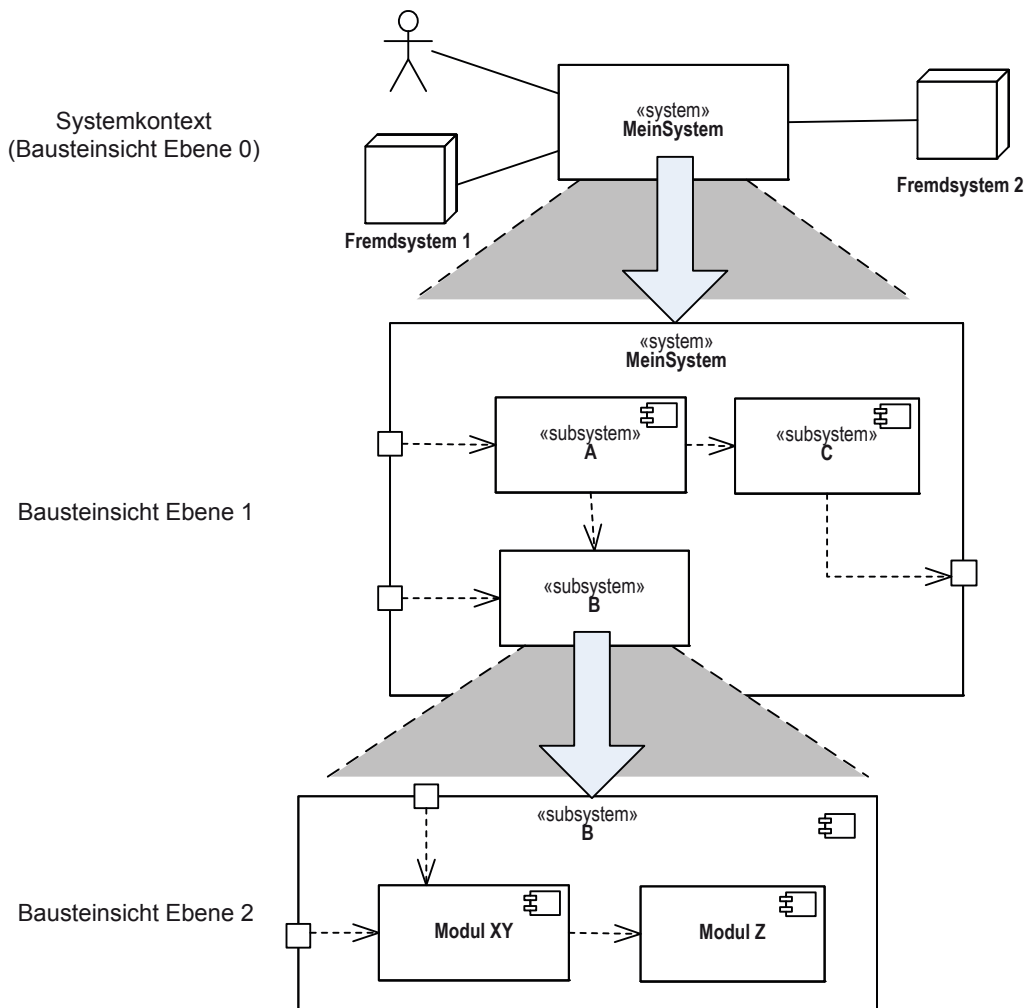 Systemkontext
(Bausteinsicht Ebene 0)
«system»
MeinSystem
Fremdsystem 1
Fremdsystem 2
«system»
MeinSystem
«subsystem»
A
«subsystem»
C
Bausteinsicht Ebene 1
«subsystem»
B
«subsystem»
B
Bausteinsicht Ebene 2
Modul XY
Modul Z